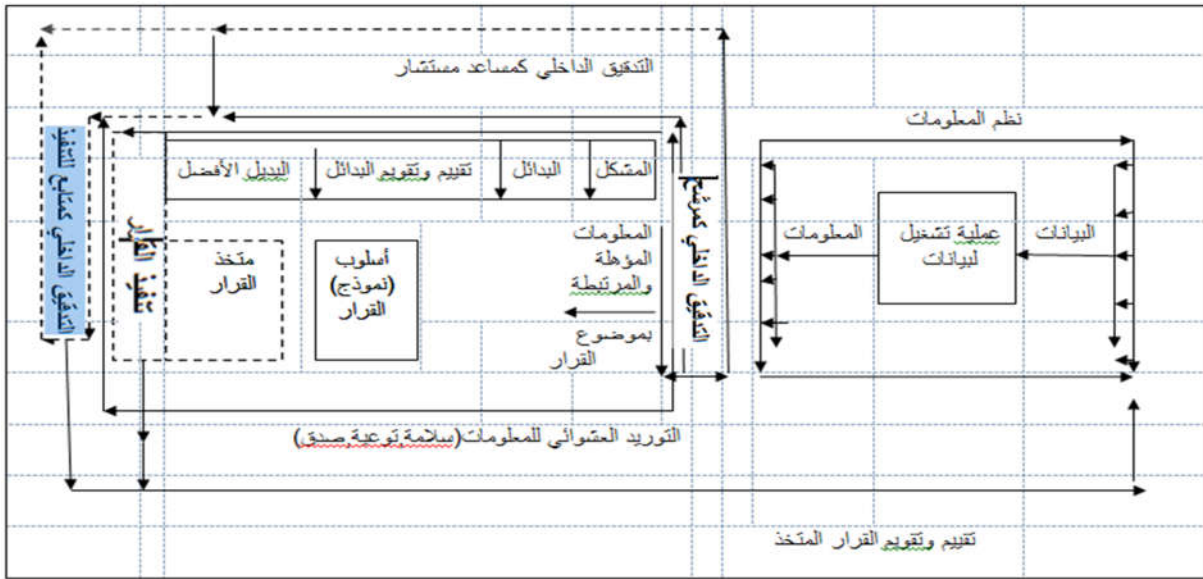 التدقيق الداخلي كمساعد مستشار
نظم المعلومات
المشكل
البدائل
تقييم وتقويم البدائل
البديل الأفضل
البيانات
عملية تشغيل
لبيانات
المعلومات
التدقيق الداخلي كمرشح
المعلومات
المؤهلة
والمرتبطة
بموضوع
القرار
أسلوب
(نموذج)
القرار
متخذ
القرار
تنفيذ القرار
التدقيق الداخلي كمتابع للتنفيذ
التوريد العشوائي للمعلومات(سلامة,نوعية,صدق)
تقييم وتقويم القرار المتخذ